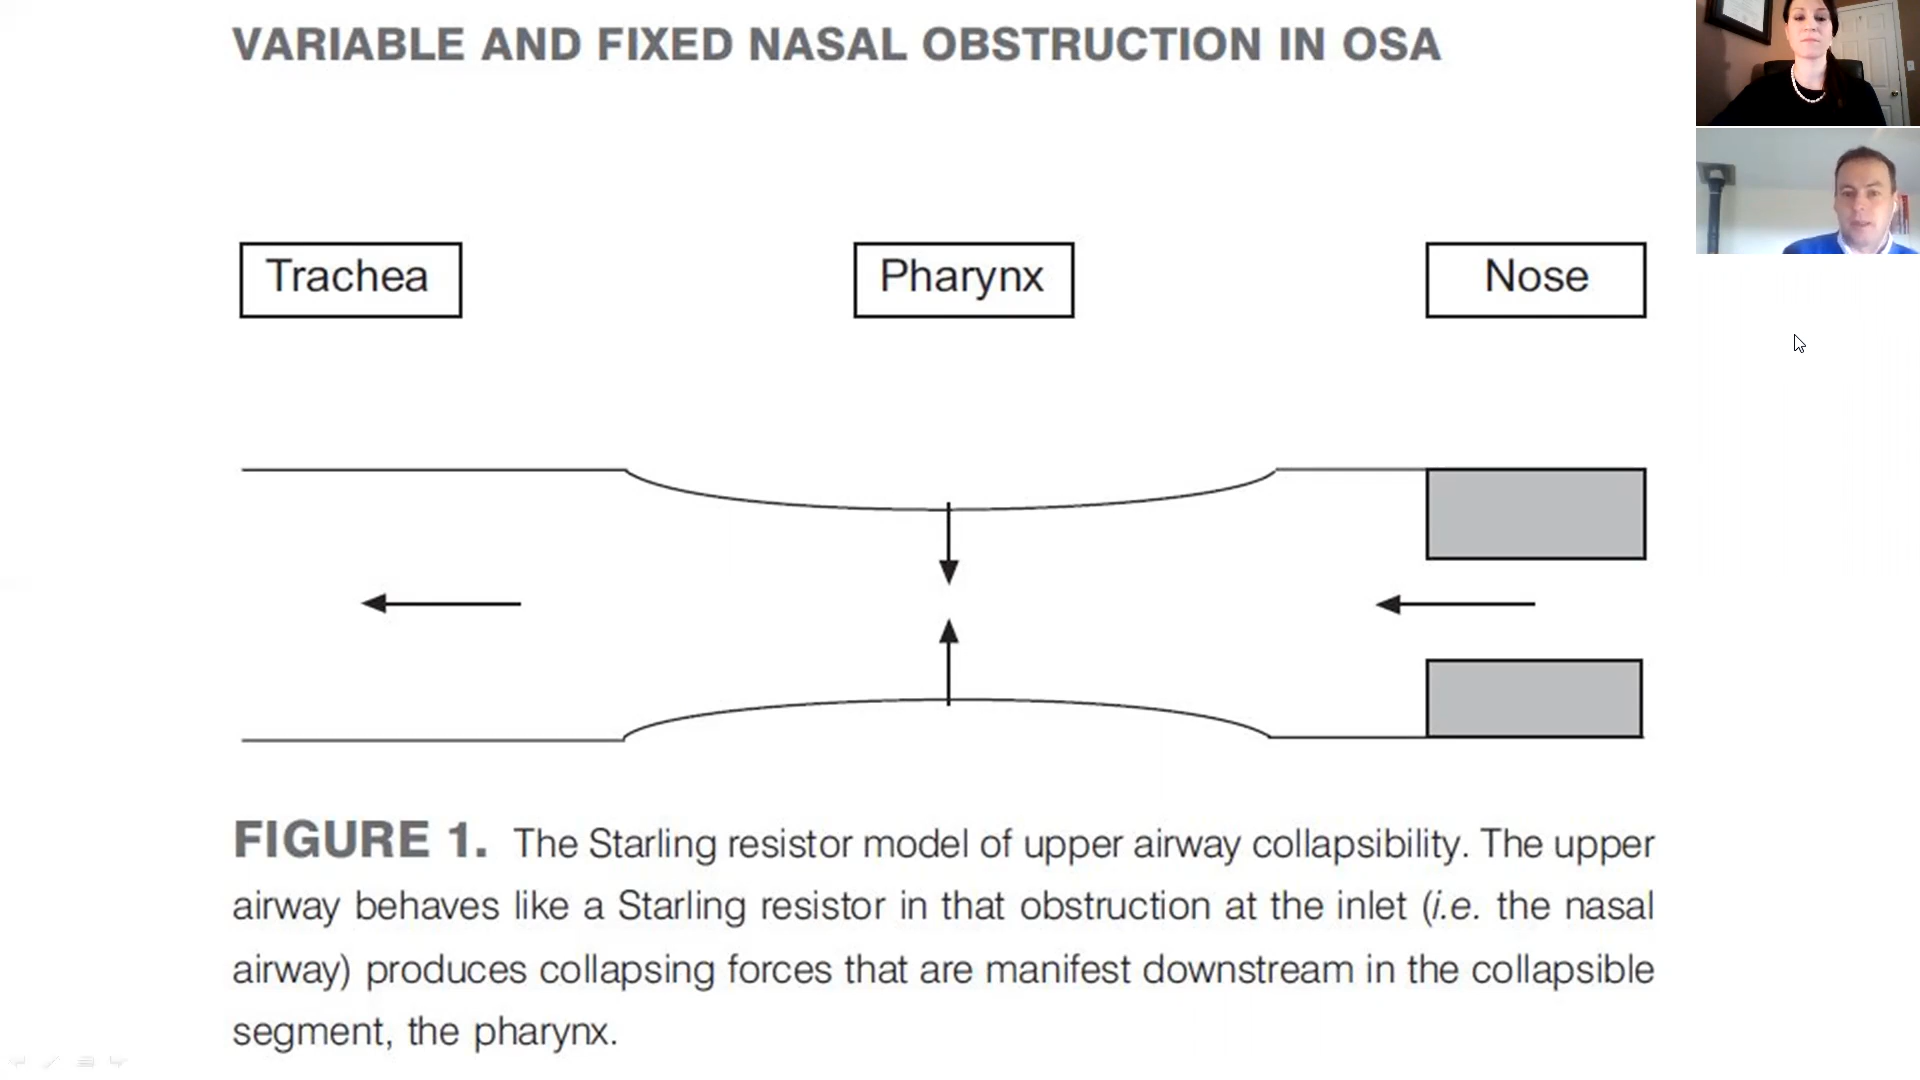 VARIABLE AND FIXED NASAL OBSTRUCTION IN OSA
Trachea
Pharynx
Nose
FIGURE 1. The Starling resistor model of upper airway collapsibility. The upper
airway behaves like a Starling resistor in that obstruction at the inlet (i.e. the nasal
airway) produces collapsing forces that are manifest downstream in the collapsible
segment, the pharynx.